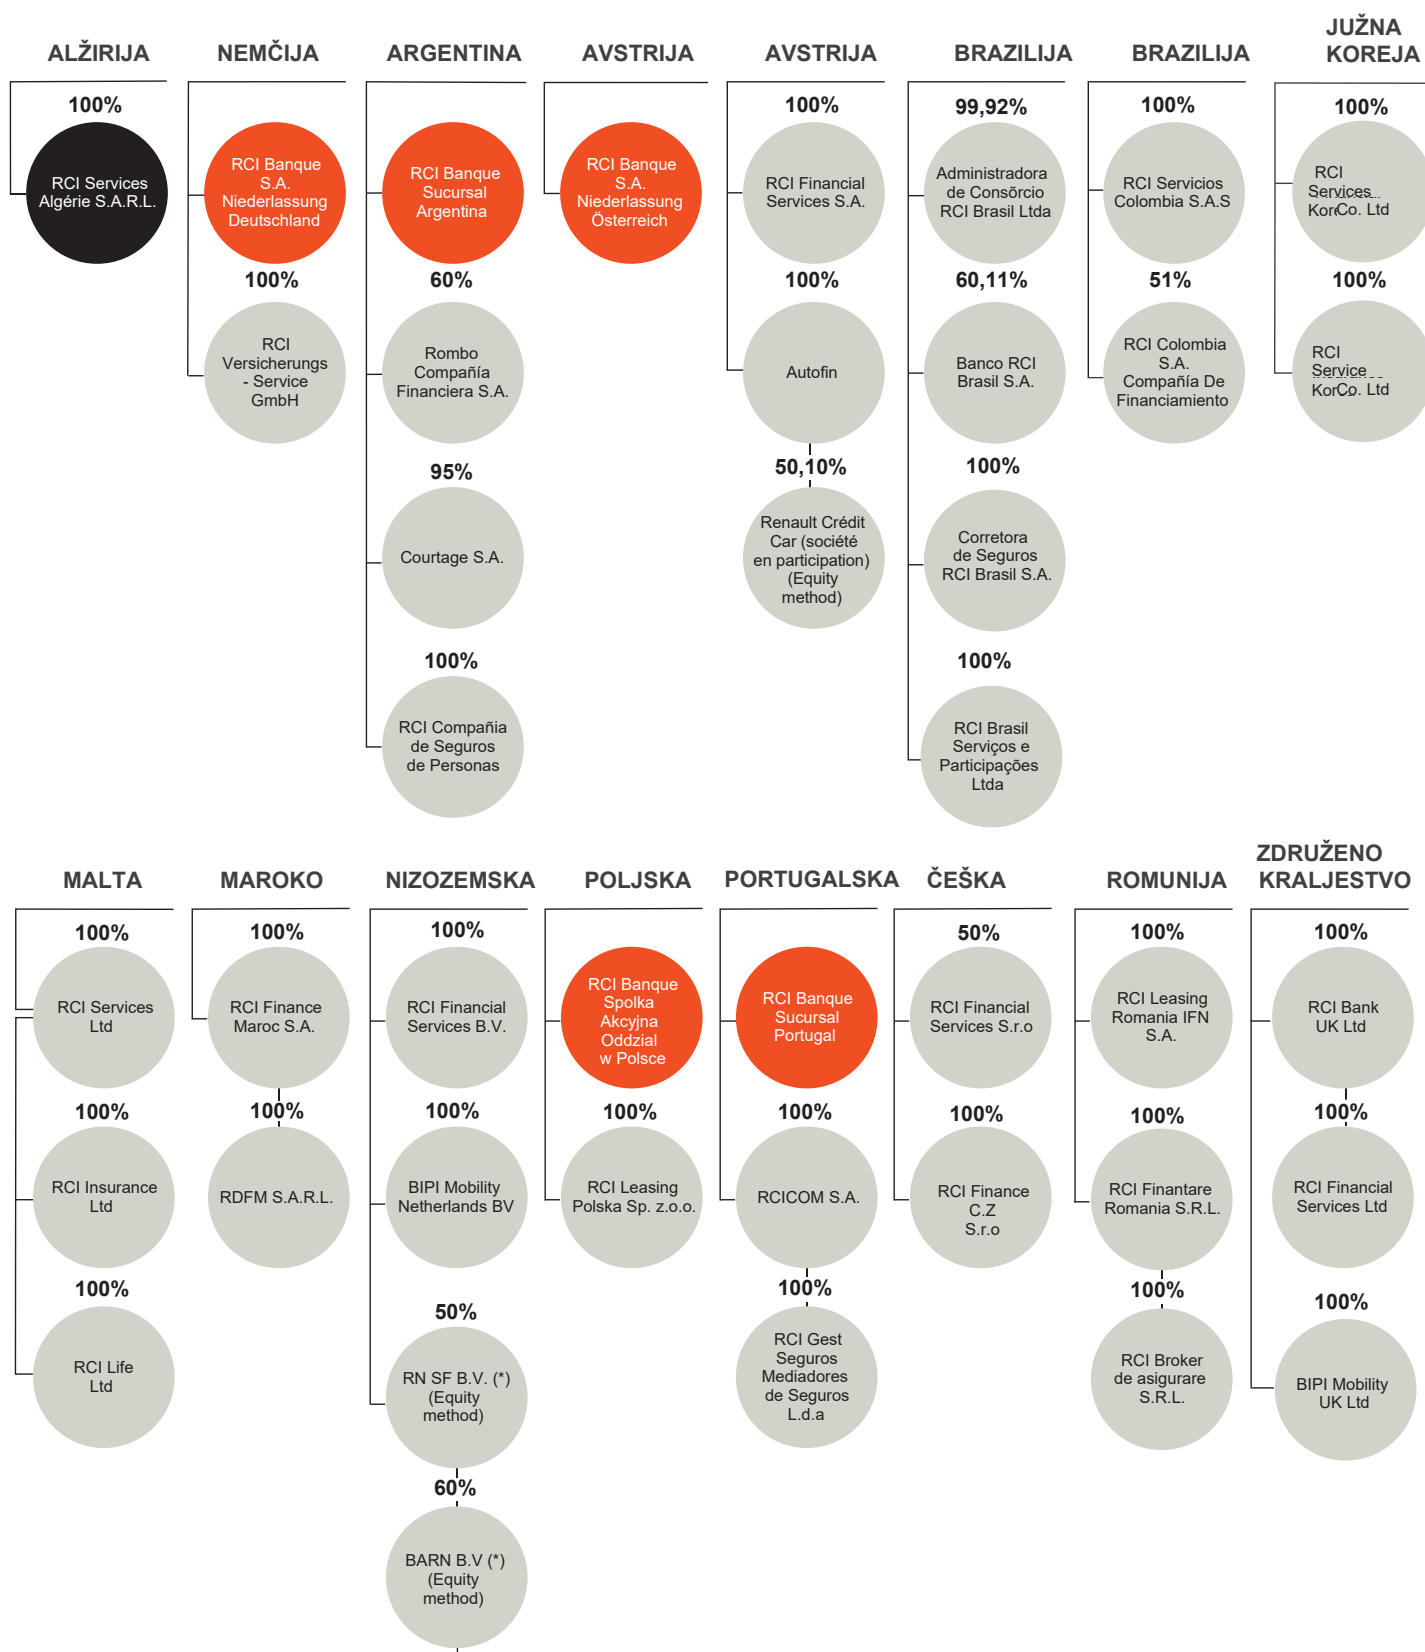 ALŽIRIJA
100%
RCI Services
Algérie S.A.R.L.
NEMČIJA
RCI Banque
S.A.
Niederlassung
Deutschland
100%
RCI
Versicherungs
- Service
GmbH
ARGENTINA
RCI Banque
Sucursal
Argentina
60%
Rombo
Compañía
Financiera S.A.
95%
Courtage S.A.
100%
RCI Compañia
de Seguros
de Personas
AVSTRIJA
RCI Banque
S.A.
Niederlassung
Österreich
AVSTRIJA
100%
RCI Financial
Services S.A.
100%
Autofin
50,10%
Renault Crédit
Car (société
en participation)
(Equity
method)
BRAZILIJA
99,92%
Administradora
de Consõrcio
RCI Brasil Ltda
60,11%
Banco RCI
Brasil S.A.
100%
Corretora
de Seguros
RCI Brasil S.A.
100%
RCI Brasil
Serviços e
Participações
Ltda
BRAZILIJA
100%
RCI Servicios
Colombia S.A.S
51%
RCI Colombia
S.A.
Compañía De
Financiamiento
JUŽNA
KOREJA
100%
RCI
Services
Co. Ltd
100%
RCI
Service
Co. Ltd
MALTA
100%
RCI Services
Ltd
100%
RCI Insurance
Ltd
100%
RCI Life
Ltd
MAROKO
100%
RCI Finance
Maroc S.A.
100%
RDFM S.A.R.L.
NIZOZEMSKA
100%
RCI Financial
Services B.V.
100%
BIPI Mobility
Netherlands BV
50%
RN SF B.V. (*)
(Equity
method)
60%
BARN B.V (*)
(Equity
method)
POLJSKA
RCI Banque
Spolka
Akcyjna
Oddzial
w Polsce
100%
RCI Leasing
Polska Sp. z.o.o.
PORTUGALSKA
RCI Banque
Sucursal
Portugal
100%
RCICOM S.A.
100%
RCI Gest
Seguros
Mediadores
de Seguros
L.d.a
ČEŠKA
50%
RCI Financial
Services S.r.o
100%
RCI Finance
C.Z
S.r.o
ROMUNIJA
100%
RCI Leasing
Romania IFN
S.A.
100%
RCI Finantare
Romania S.R.L.
100%
RCI Broker
de asigurare
S.R.L.
ZDRUŽENO
KRALJESTVO
100%
RCI Bank
UK Ltd
100%
RCI Financial
Services Ltd
100%
BIPI Mobility
UK Ltd